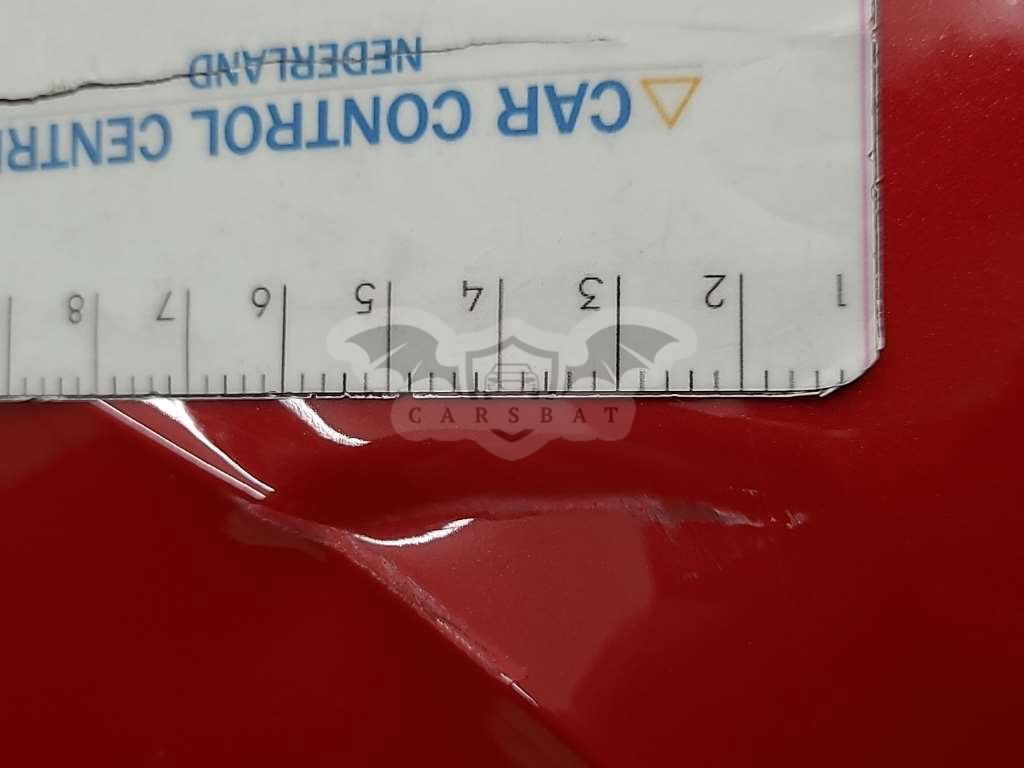 CAR CONTROL CENTR
NEDERLAND
1 2 3 4 5 6 7 8
CARSBAT